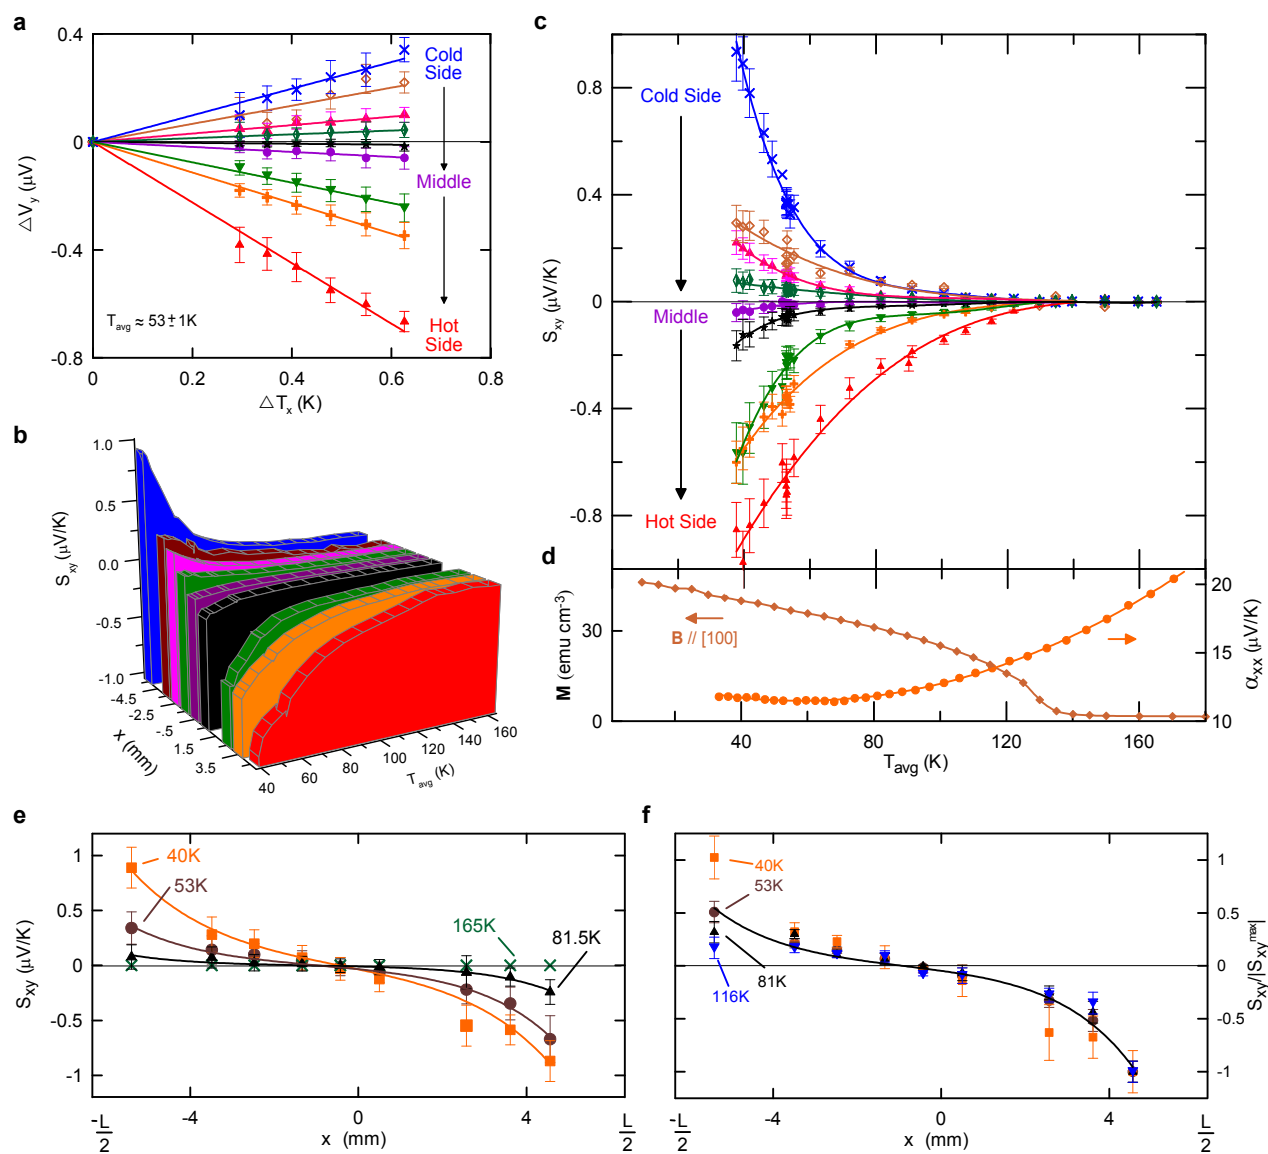 a
0.4
0
-0.4
-0.8
△V_y (μV)
Cold
Side
Middle
Hot
Side
T_avg ≈ 53±1K
0
0.2
0.4
0.6
0.8
△T_x (K)
b
1.0
0.5
0.0
-0.5
-1.0
S_xy (μV/K)
-4.5
-2.5
-.5
1.5
3.5
x (mm)
40
60
80
100
120
140
160
T_avg (K)
c
0.8
0.4
0
-0.4
-0.8
S_xy (μV/K)
Cold Side
Middle
Hot Side
d
30
0
M (emu cm⁻³)
B // [100]
20
15
10
α_xx (μV/K)
40
80
120
160
T_avg (K)
e
1
0.5
0
-0.5
-1
S_xy (μV/K)
40K
53K
165K
81.5K
-L/2
-4
0
4
L/2
x (mm)
f
40K
53K
81K
116K
1
0.5
0
-0.5
-1
S_xy/|S_xy^max|
-L/2
-4
0
4
L/2
x (mm)